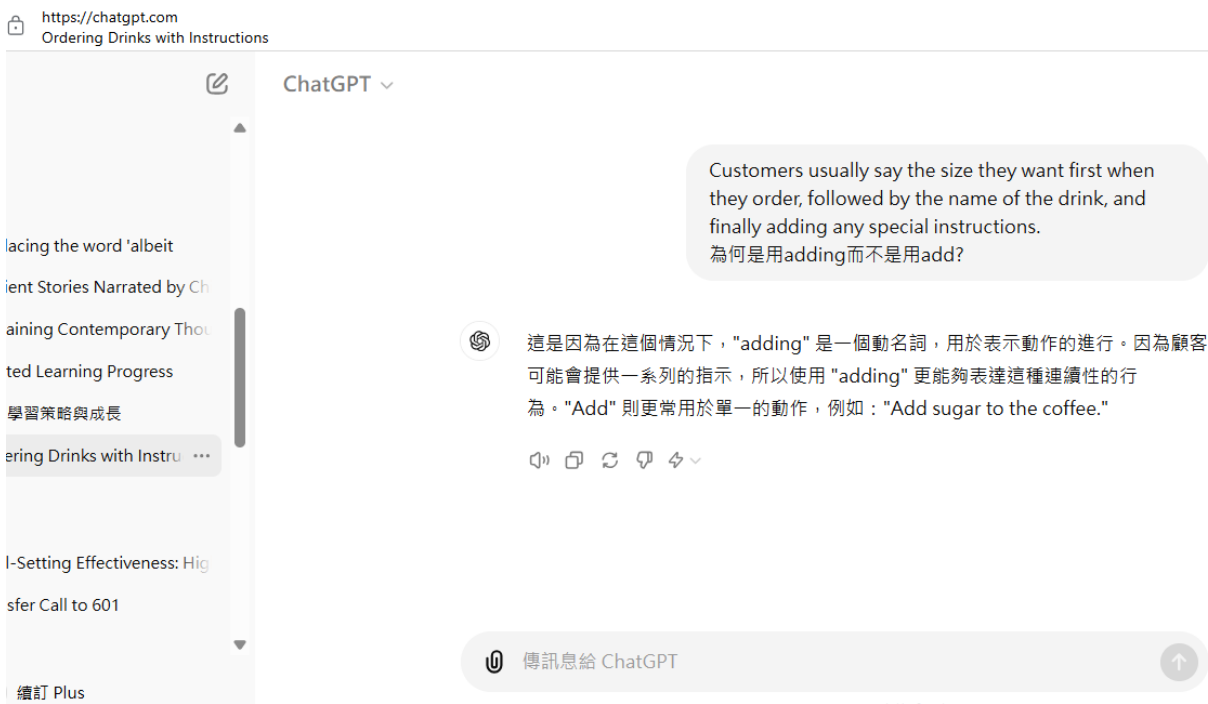 https://chatgpt.com
Ordering Drinks with Instructions
ChatGPT
lacing the word 'albeit
ient Stories Narrated by Ch
aining Contemporary Thou
ted Learning Progress
學習策略與成長
ering Drinks with Instru
l-Setting Effectiveness: Hig
sfer Call to 601
續訂 Plus
Customers usually say the size they want first when
they order, followed by the name of the drink, and
finally adding any special instructions.
為何是用adding而不是用add?
這是因為在這個情況下，"adding" 是一個動名詞，用於表示動作的進行。因為顧客
可能會提供一系列的指示，所以使用 "adding" 更能夠表達這種連續性的行
為。"Add" 則更常用於單一的動作，例如："Add sugar to the coffee."
傳訊息給 ChatGPT